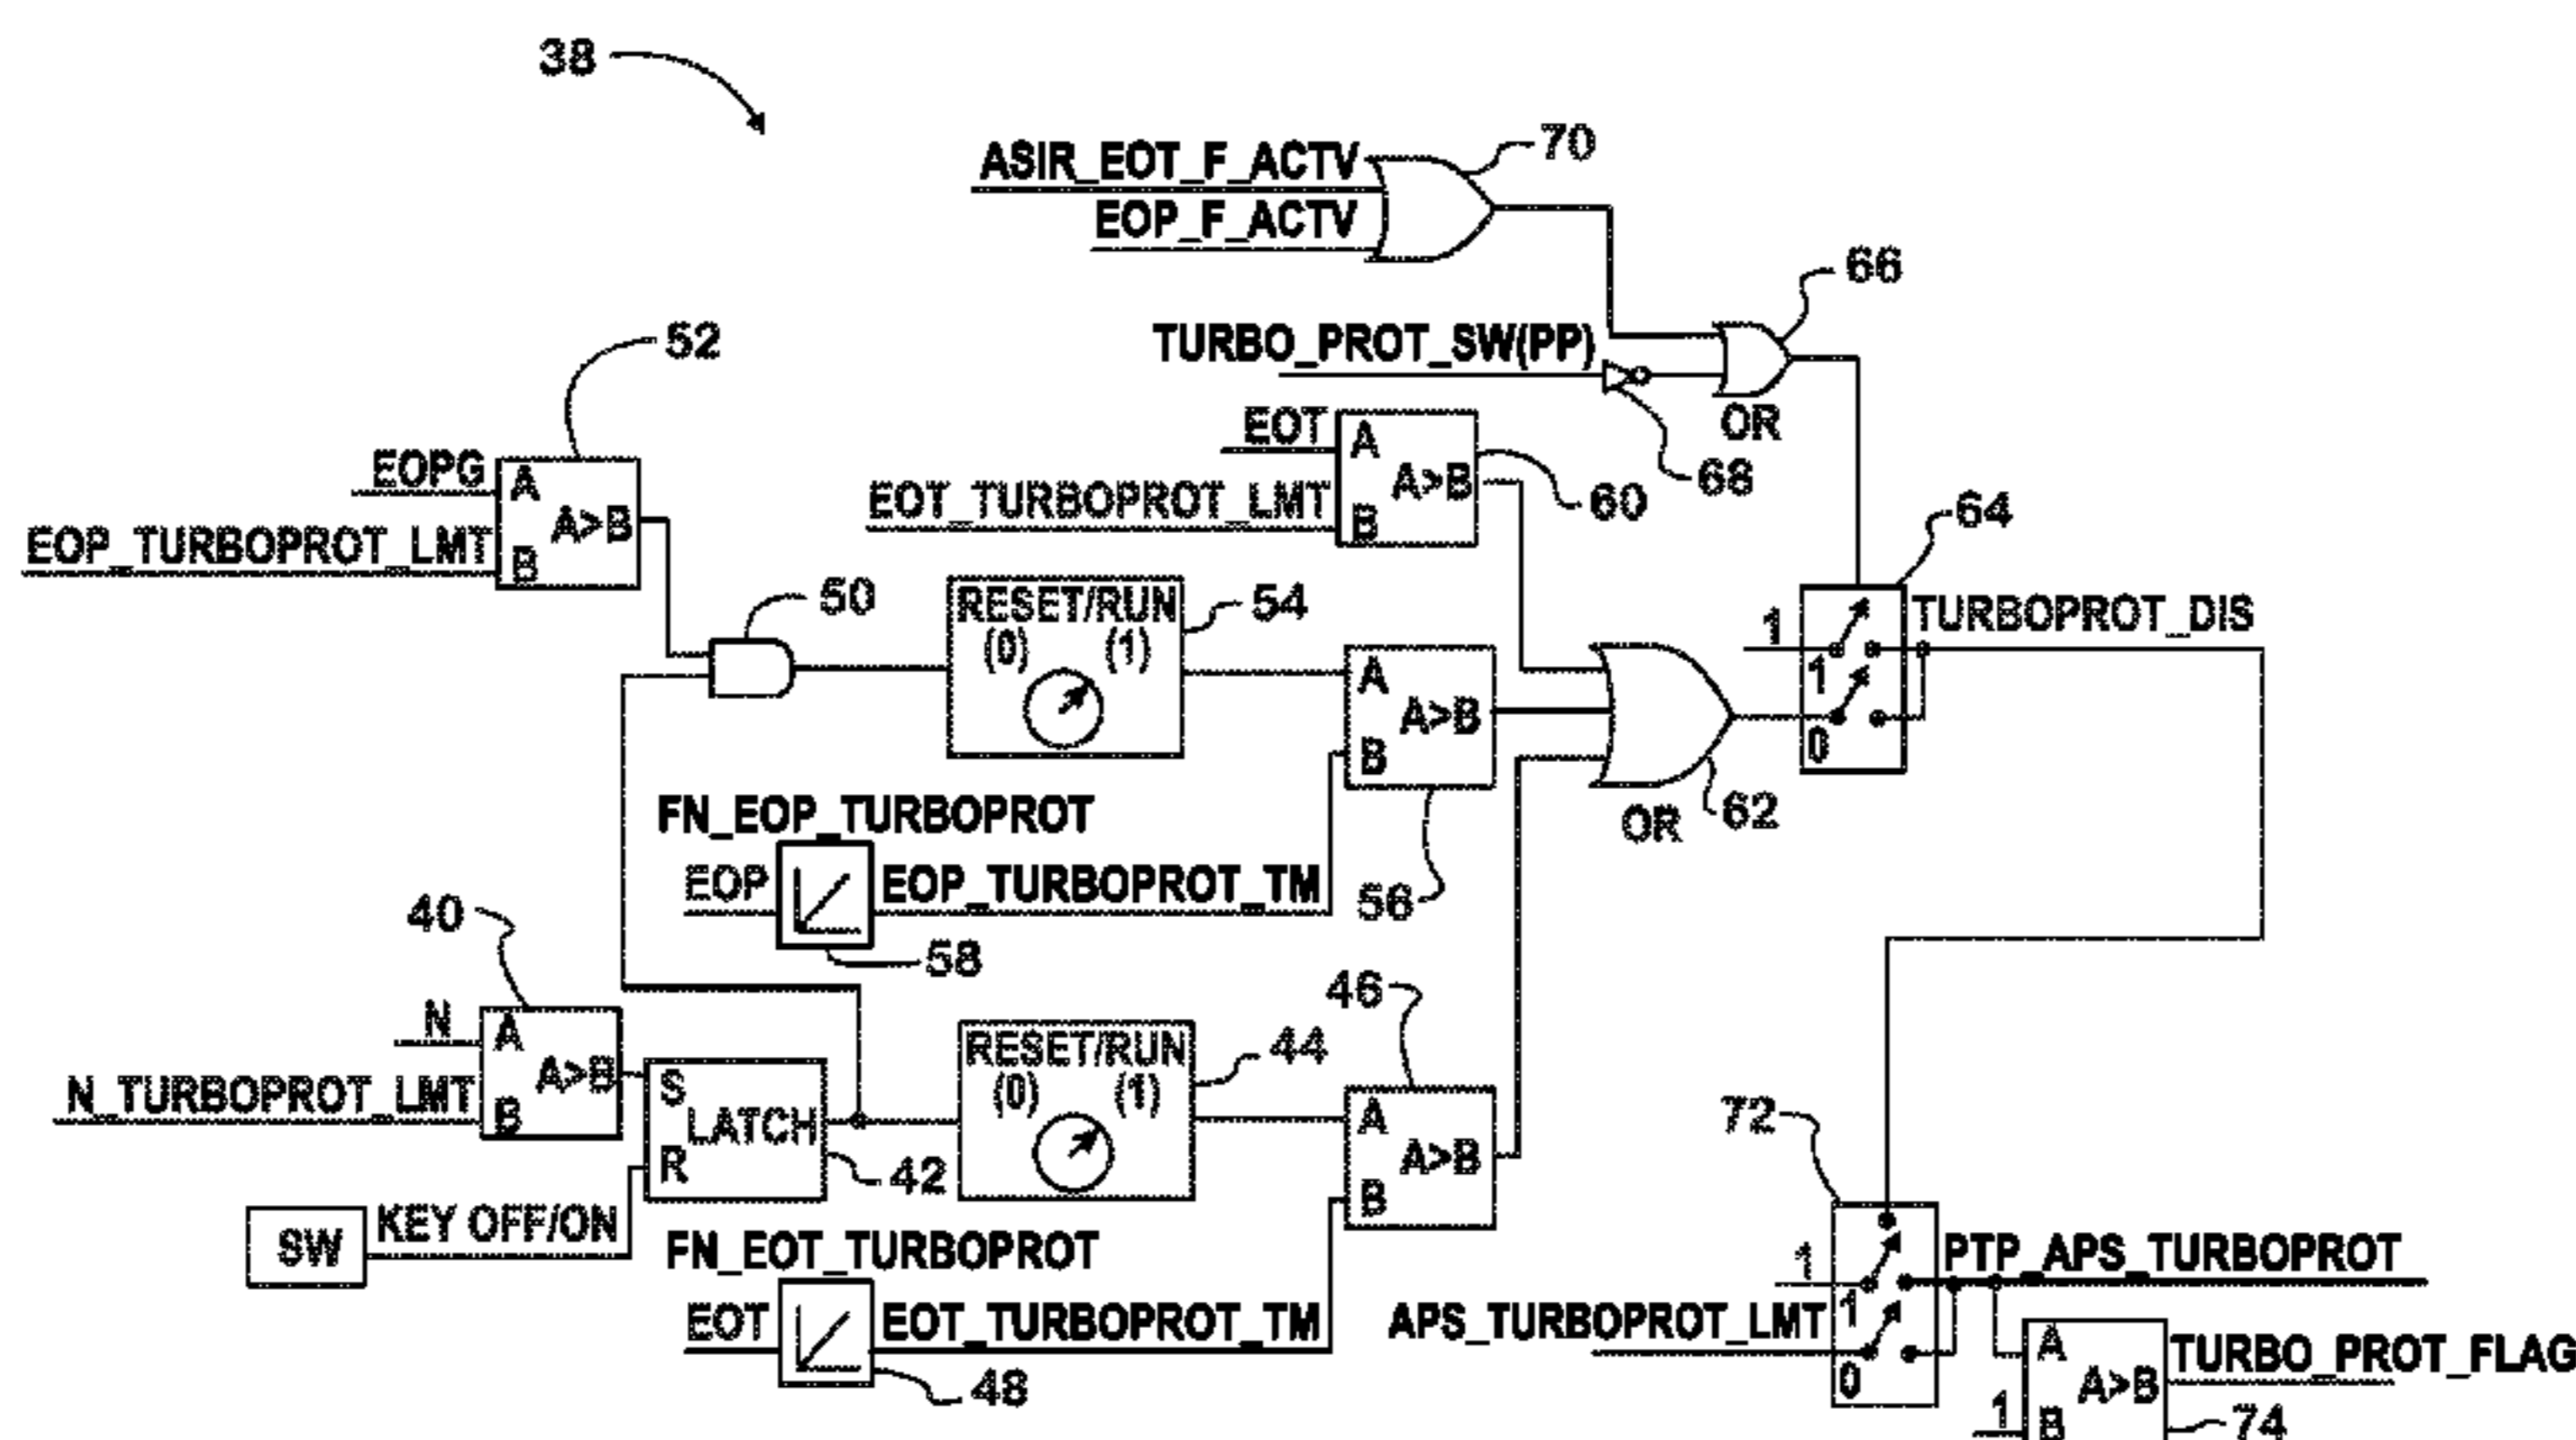 38
ASIR_EOT_F_ACTV
70
EOP_F_ACTV
66
TURBO_PROT_SW(PP)
52
OR
68
EOT
A
A>B
EOT_TURBOPROT_LMT
B
60
EOPG
A
A>B
EOP_TURBOPROT_LMT
B
64
50
RESET/RUN
(0) (1)
54
1
TURBOPROT_DIS
1
0
A
A>B
B
56
OR
62
FN_EOP_TURBOPROT
EOP
EOP_TURBOPROT_TM
58
40
N
A
A>B
N_TURBOPROT_LMT
B
S
LATCH
R
42
RESET/RUN
(0) (1)
44
46
A
A>B
B
SW
KEY OFF/ON
FN_EOT_TURBOPROT
EOT
EOT_TURBOPROT_TM
48
72
1
PTP_APS_TURBOPROT
1
APS_TURBOPROT_LMT
0
A
A>B
TURBO_PROT_FLAG
1
B
74